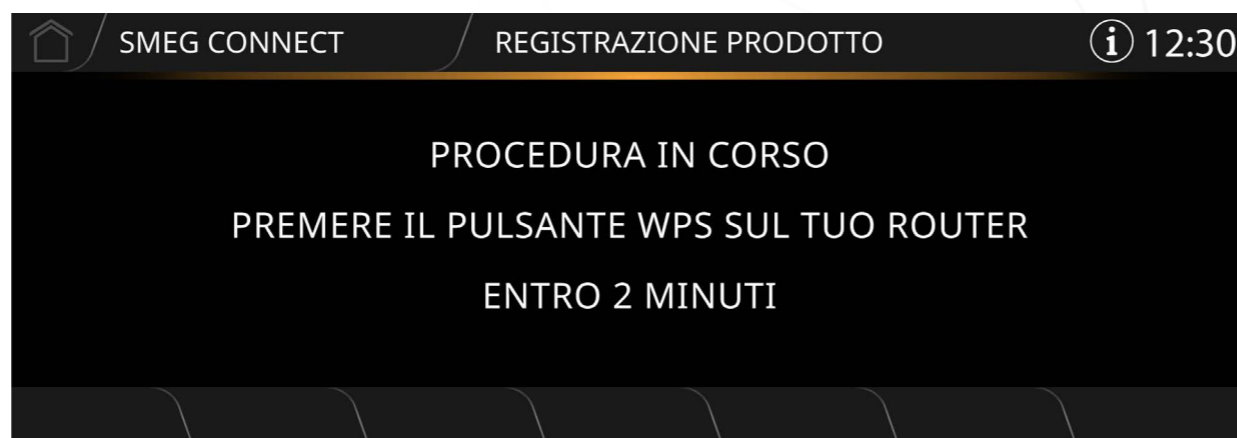 SMEG CONNECT REGISTRAZIONE PRODOTTO i 12:30
PROCEDURA IN CORSO
PREMERE IL PULSANTE WPS SUL TUO ROUTER
ENTRO 2 MINUTI